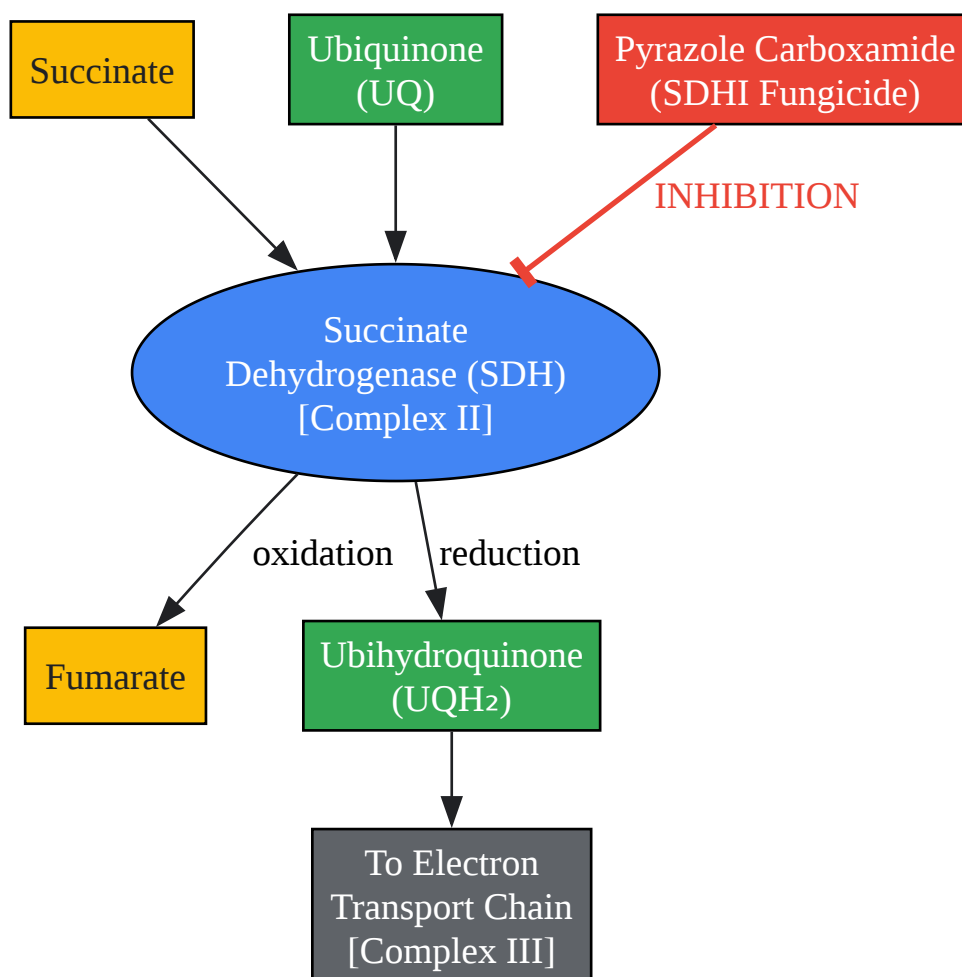 Succinate
Ubiquinone
(UQ)
Pyrazole Carboxamide
(SDHI Fungicide)
INHIBITION
Succinate
Dehydrogenase (SDH)
[Complex II]
oxidation
reduction
Fumarate
Ubihydroquinone
(UQH₂)
To Electron
Transport Chain
[Complex III]